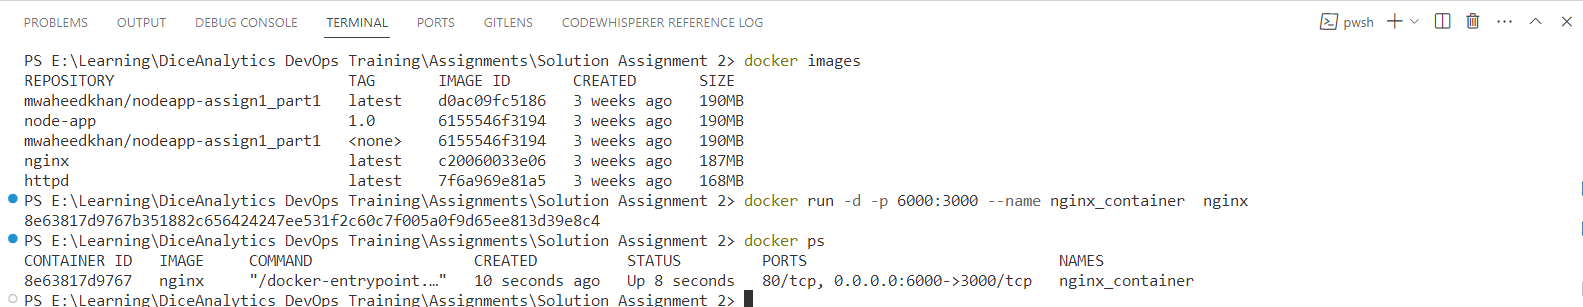 PROBLEMS OUTPUT DEBUG CONSOLE TERMINAL PORTS GITLENS CODEWHISPERER REFERENCE LOG pwsh
PS E:\Learning\DiceAnalytics DevOps Training\Assignments\Solution Assignment 2> docker images
REPOSITORY TAG IMAGE ID CREATED SIZE
mwaheedkhan/nodeapp-assign1_part1 latest d0ac09fc5186 3 weeks ago 190MB
node-app 1.0 6155546f3194 3 weeks ago 190MB
mwaheedkhan/nodeapp-assign1_part1 <none> 6155546f3194 3 weeks ago 190MB
nginx latest c20060033e06 3 weeks ago 187MB
httpd latest 7f6a969e81a5 3 weeks ago 168MB
PS E:\Learning\DiceAnalytics DevOps Training\Assignments\Solution Assignment 2> docker run -d -p 6000:3000 --name nginx_container  nginx
8e63817d9767b351882c656424247ee531f2c60c7f005a0f9d65ee813d39e8c4
PS E:\Learning\DiceAnalytics DevOps Training\Assignments\Solution Assignment 2> docker ps
CONTAINER ID IMAGE COMMAND CREATED STATUS PORTS NAMES
8e63817d9767 nginx "/docker-entrypoint.…" 10 seconds ago Up 8 seconds 80/tcp, 0.0.0.0:6000->3000/tcp nginx_container
PS E:\Learning\DiceAnalytics DevOps Training\Assignments\Solution Assignment 2>